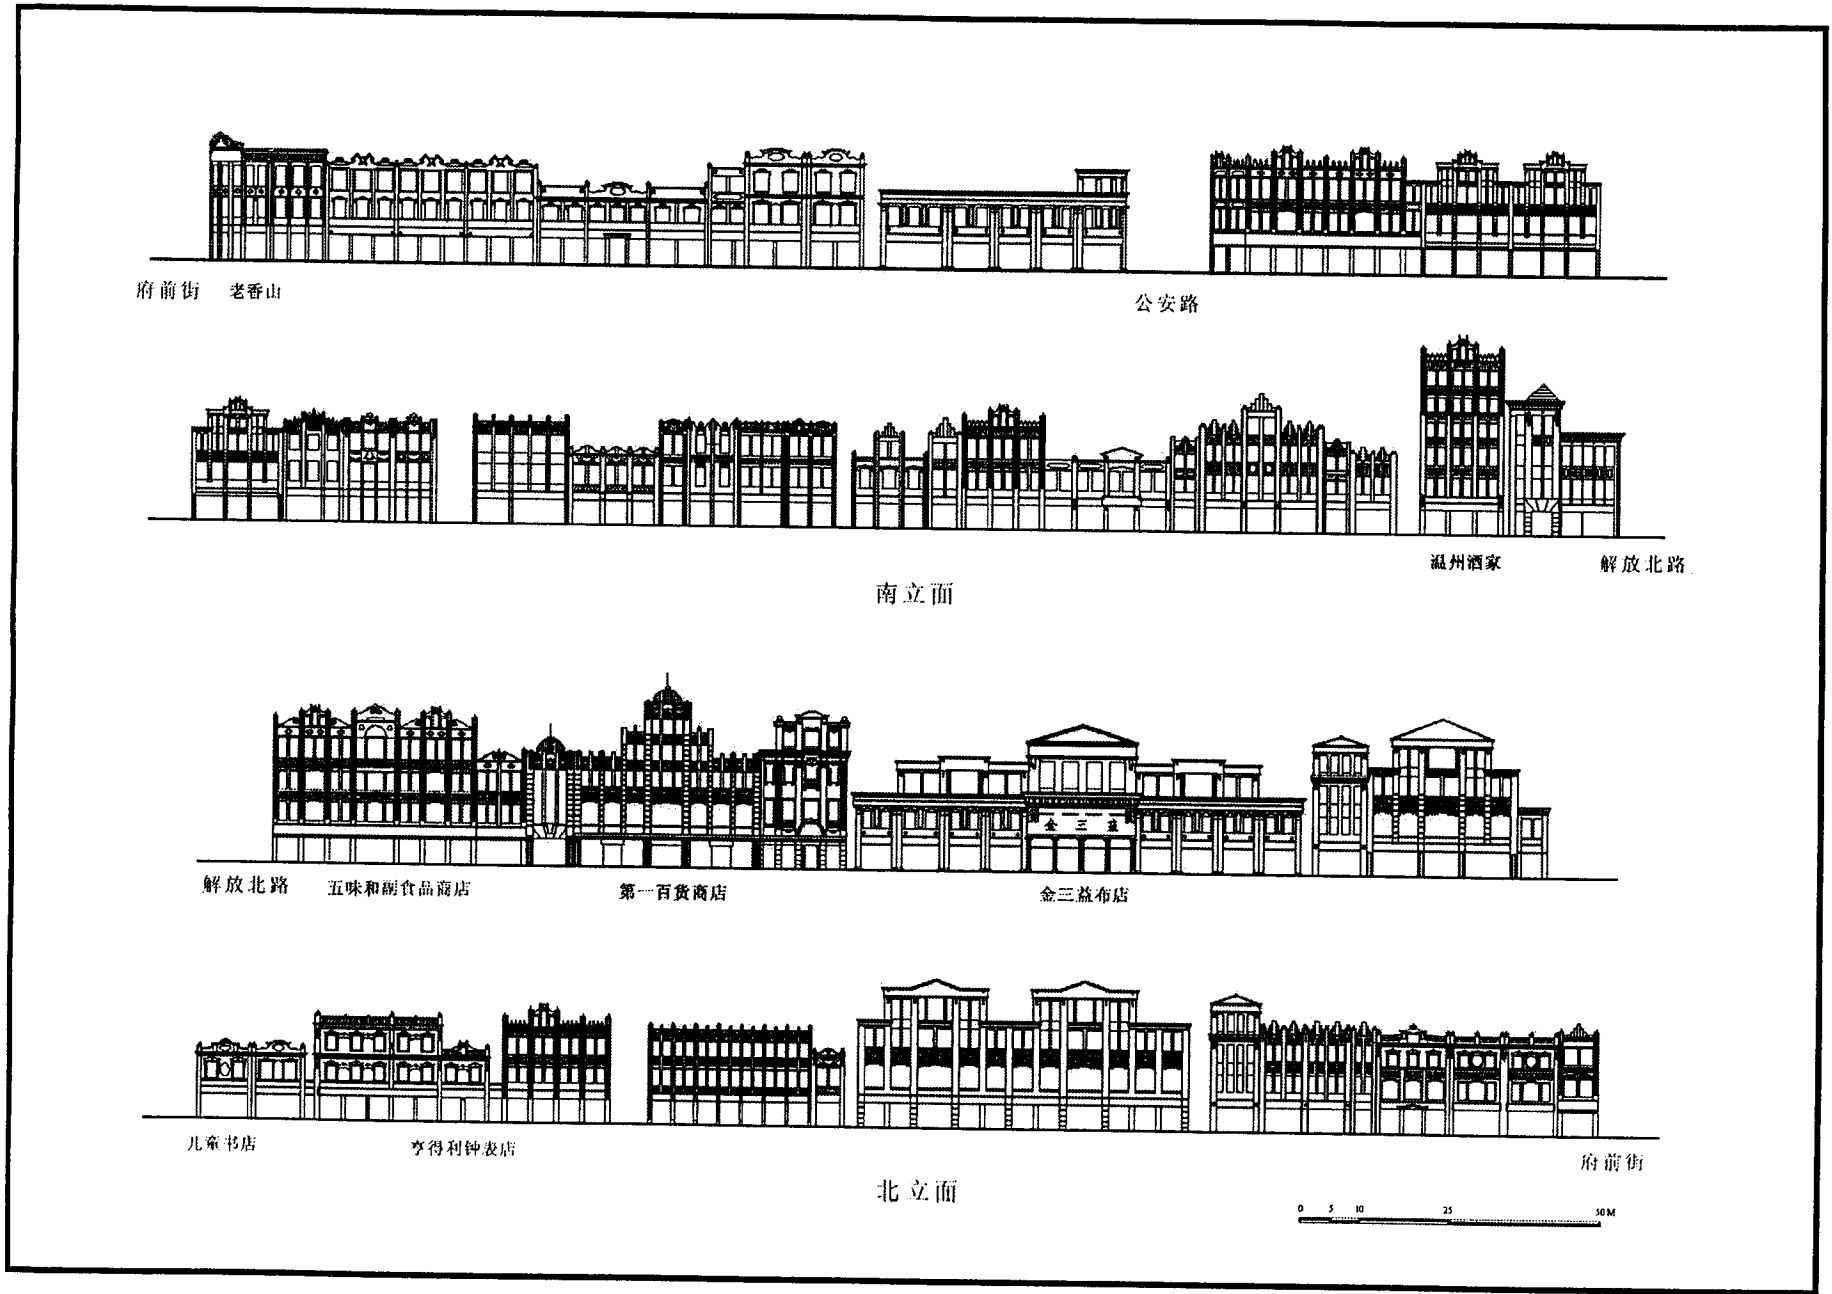 府前街 老香山 公安路
温州酒家 解放北路
南立面
金三益
解放北路 五味和副食品商店 第一百货商店 金三益布店
儿童书店 亨得利钟表店 府前街
北立面
0 5 10 25 50M